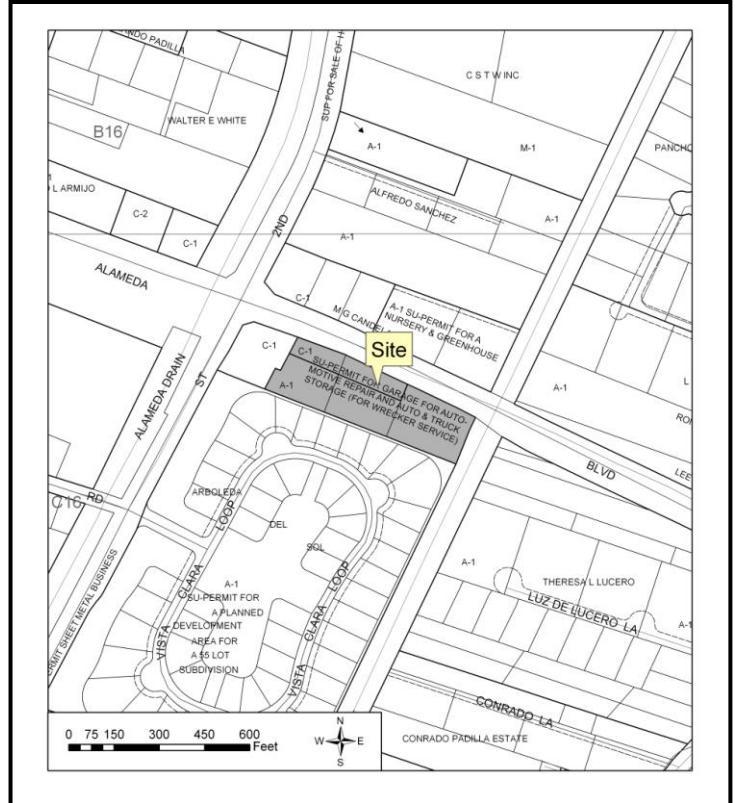 C S T W INC
WALTER E WHITE
B16
SUP FOR SALE OF H
A-1
M-1
PANCHO
L ARMIJO
C-2
C-1
ALFREDO SANCHEZ
A-1
2ND
A-1
ALAMEDA
C-1
A-1 SU-PERMIT FOR A
NURSERY & GREENHOUSE
Site
C-1
C-1
SU-PERMIT FOR GARAGE FOR AUTO-
MOTIVE REPAIR AND AUTO & TRUCK
STORAGE (FOR WRECKER SERVICE)
A-1
A-1
ST
ALAMEDA DRAIN
BLVD
LEE
C16
RD
ARBOLEDA
DEL
SOL
LOOP
LOOP
A-1
THERESA L LUCERO
LUZ DE LUCERO LA
A-1
CLARA
VISTA
A-1
SU-PERMIT FOR
A PLANNED
DEVELOPMENT
AREA FOR
A 55 LOT
SUBDIVISION
CLARA
VISTA
ERMIT SHEET METAL BUSINESS
CONRADO LA
CONRADO PADILLA ESTATE
0 75 150 300 450 600
Feet
N
W E
S